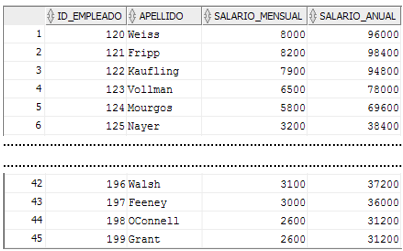 ID_EMPLEADO APELLIDO SALARIO_MENSUAL SALARIO_ANUAL
1 120 Weiss 8000 96000
2 121 Fripp 8200 98400
3 122 Kaufling 7900 94800
4 123 Vollman 6500 78000
5 124 Mourgos 5800 69600
6 125 Nayer 3200 38400
42 196 Walsh 3100 37200
43 197 Feeney 3000 36000
44 198 OConnell 2600 31200
45 199 Grant 2600 31200